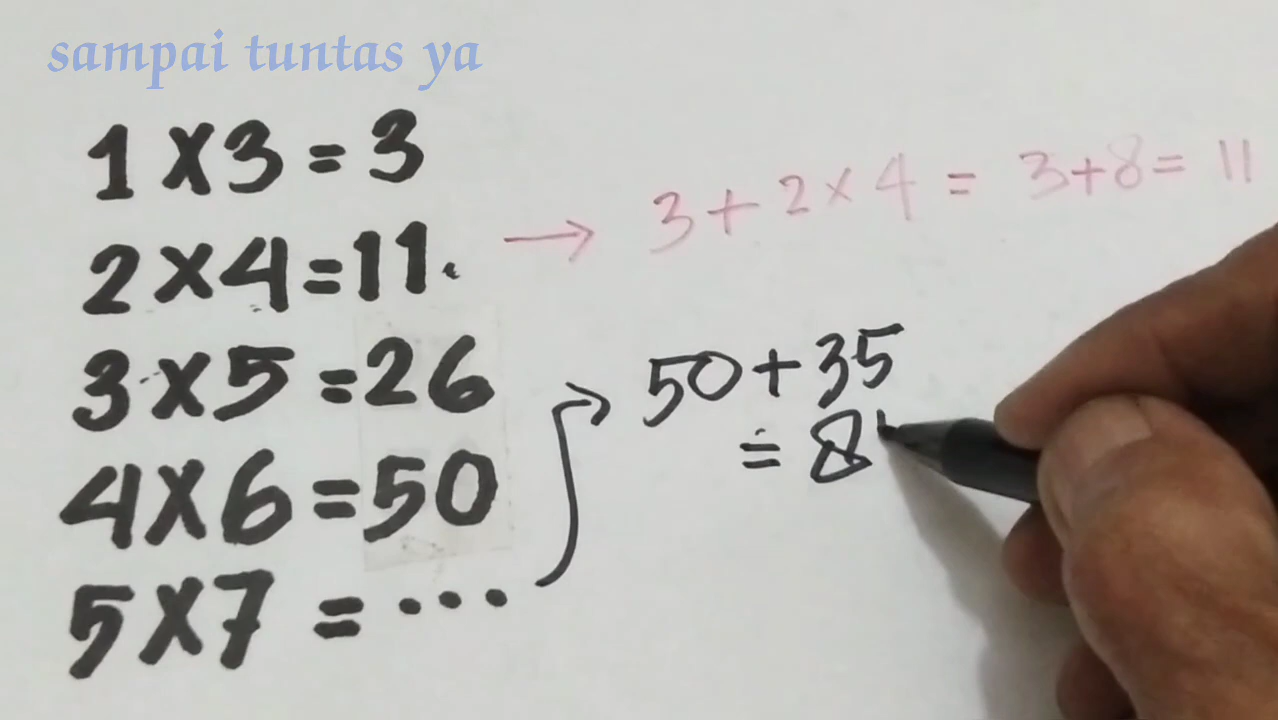 sampai tuntas ya
1 X 3 = 3
2 X 4 = 11.
→ 3 + 2 x 4 = 3 + 8 = 11
3 X 5 = 26
4 X 6 = 50
5 X 7 = ...
→ 50 + 35
= 8